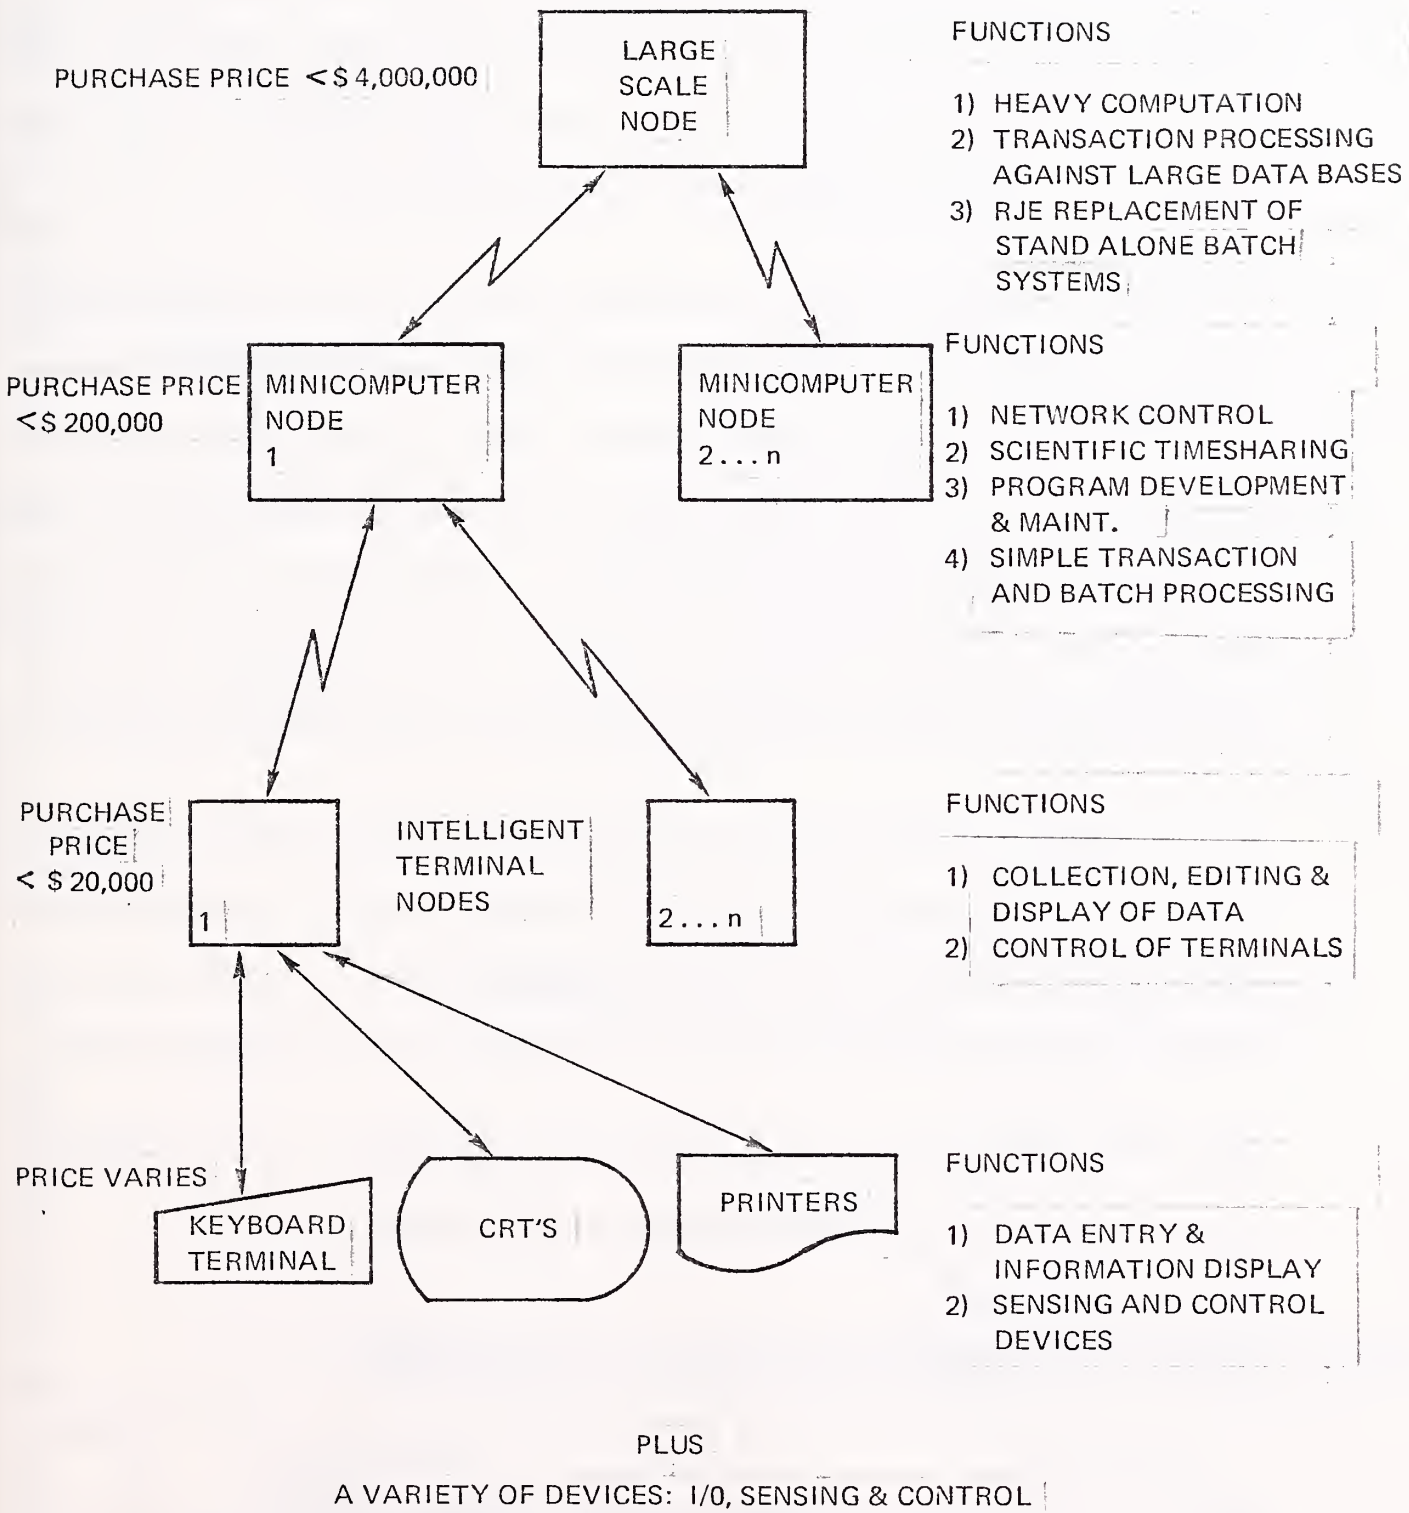 PURCHASE PRICE <$ 4,000,000
LARGE
SCALE
NODE
FUNCTIONS
1) HEAVY COMPUTATION
2) TRANSACTION PROCESSING
AGAINST LARGE DATA BASES
3) RJE REPLACEMENT OF
STAND ALONE BATCH
SYSTEMS
PURCHASE PRICE
<$ 200,000
MINICOMPUTER
NODE
1
MINICOMPUTER
NODE
2...n
FUNCTIONS
1) NETWORK CONTROL
2) SCIENTIFIC TIMESHARING
3) PROGRAM DEVELOPMENT
& MAINT.
4) SIMPLE TRANSACTION
AND BATCH PROCESSING
PURCHASE
PRICE
< $ 20,000
1
INTELLIGENT
TERMINAL
NODES
2...n
FUNCTIONS
1) COLLECTION, EDITING &
DISPLAY OF DATA
2) CONTROL OF TERMINALS
PRICE VARIES
KEYBOARD
TERMINAL
CRT'S
PRINTERS
FUNCTIONS
1) DATA ENTRY &
INFORMATION DISPLAY
2) SENSING AND CONTROL
DEVICES
PLUS
A VARIETY OF DEVICES: I/O, SENSING & CONTROL